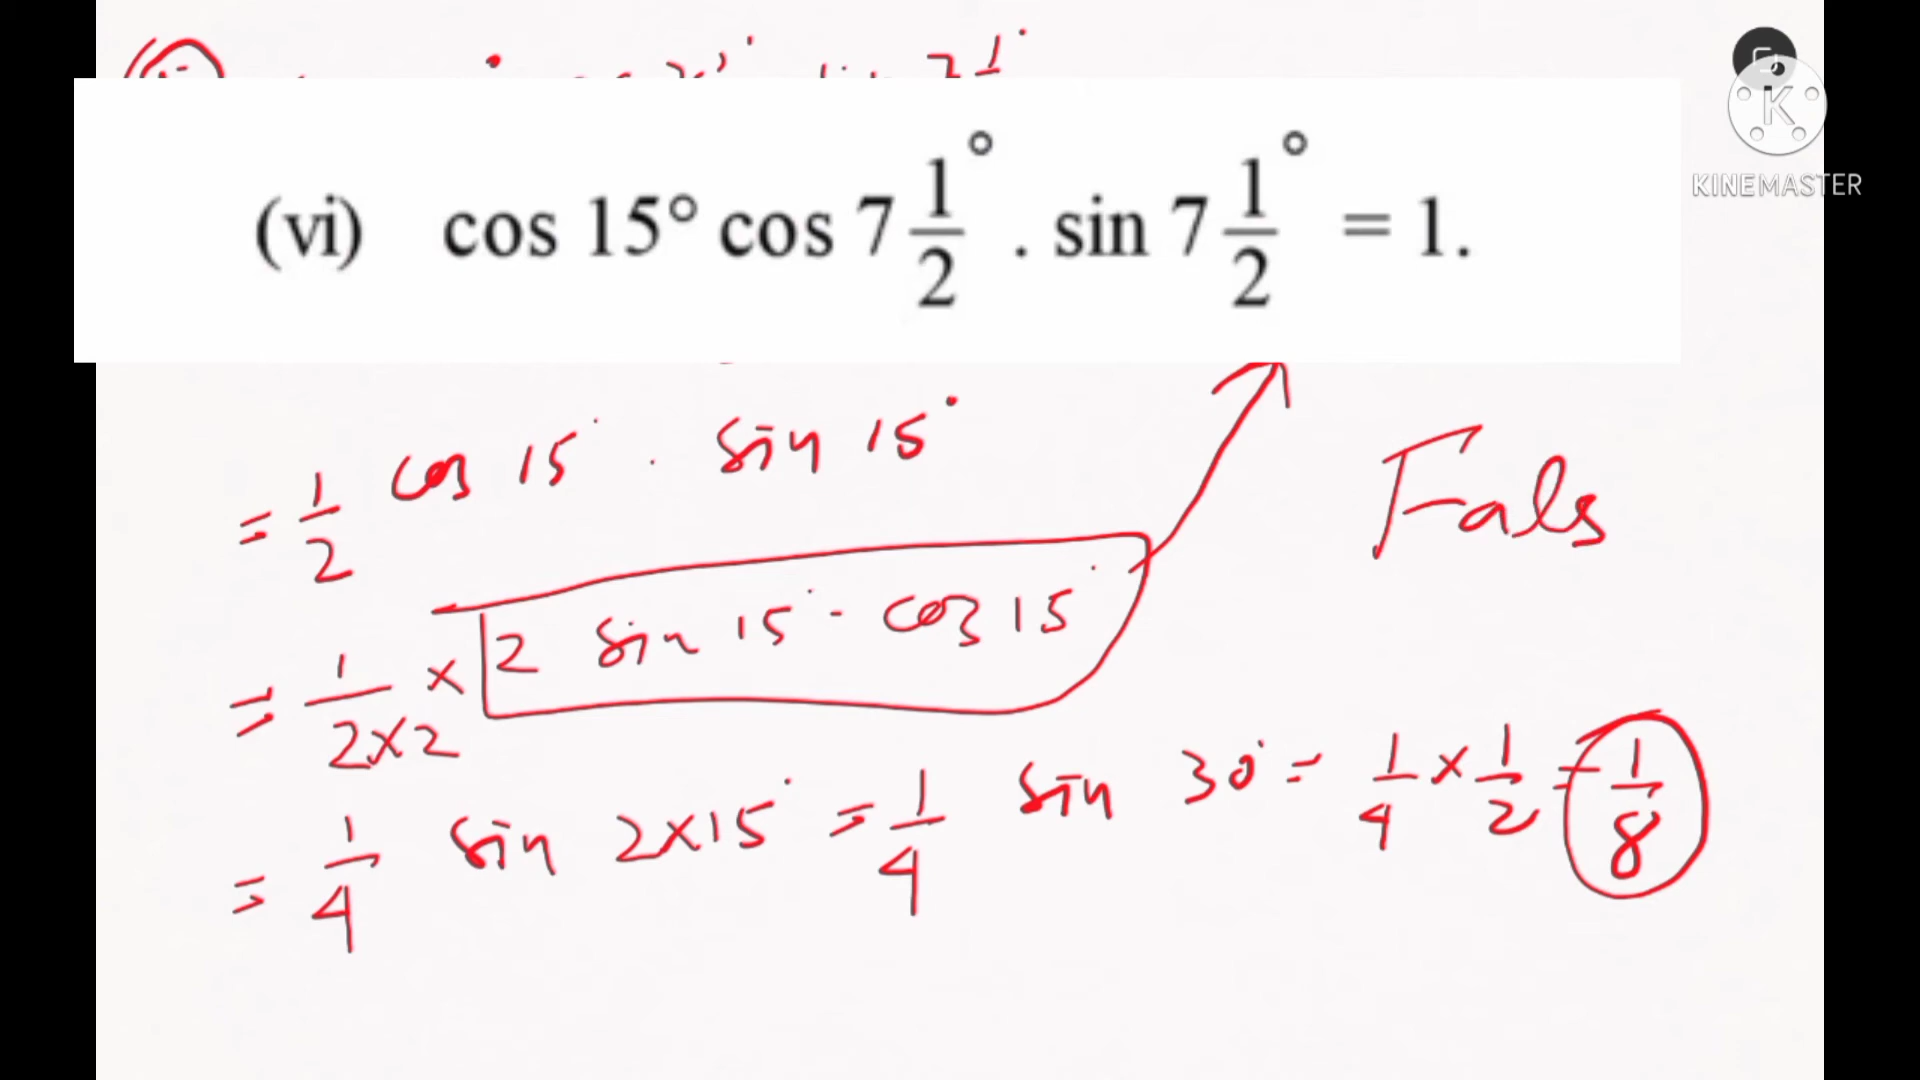 KINEMASTER
(vi) cos 15° cos 7 1/2° . sin 7 1/2° = 1.
= 1/2 cos 15° . sin 15°
Fals
= 1/2×2 × 2 sin 15° - cos 15°
= 1/4 sin 2×15° = 1/4 sin 30° = 1/4 × 1/2 = 1/8